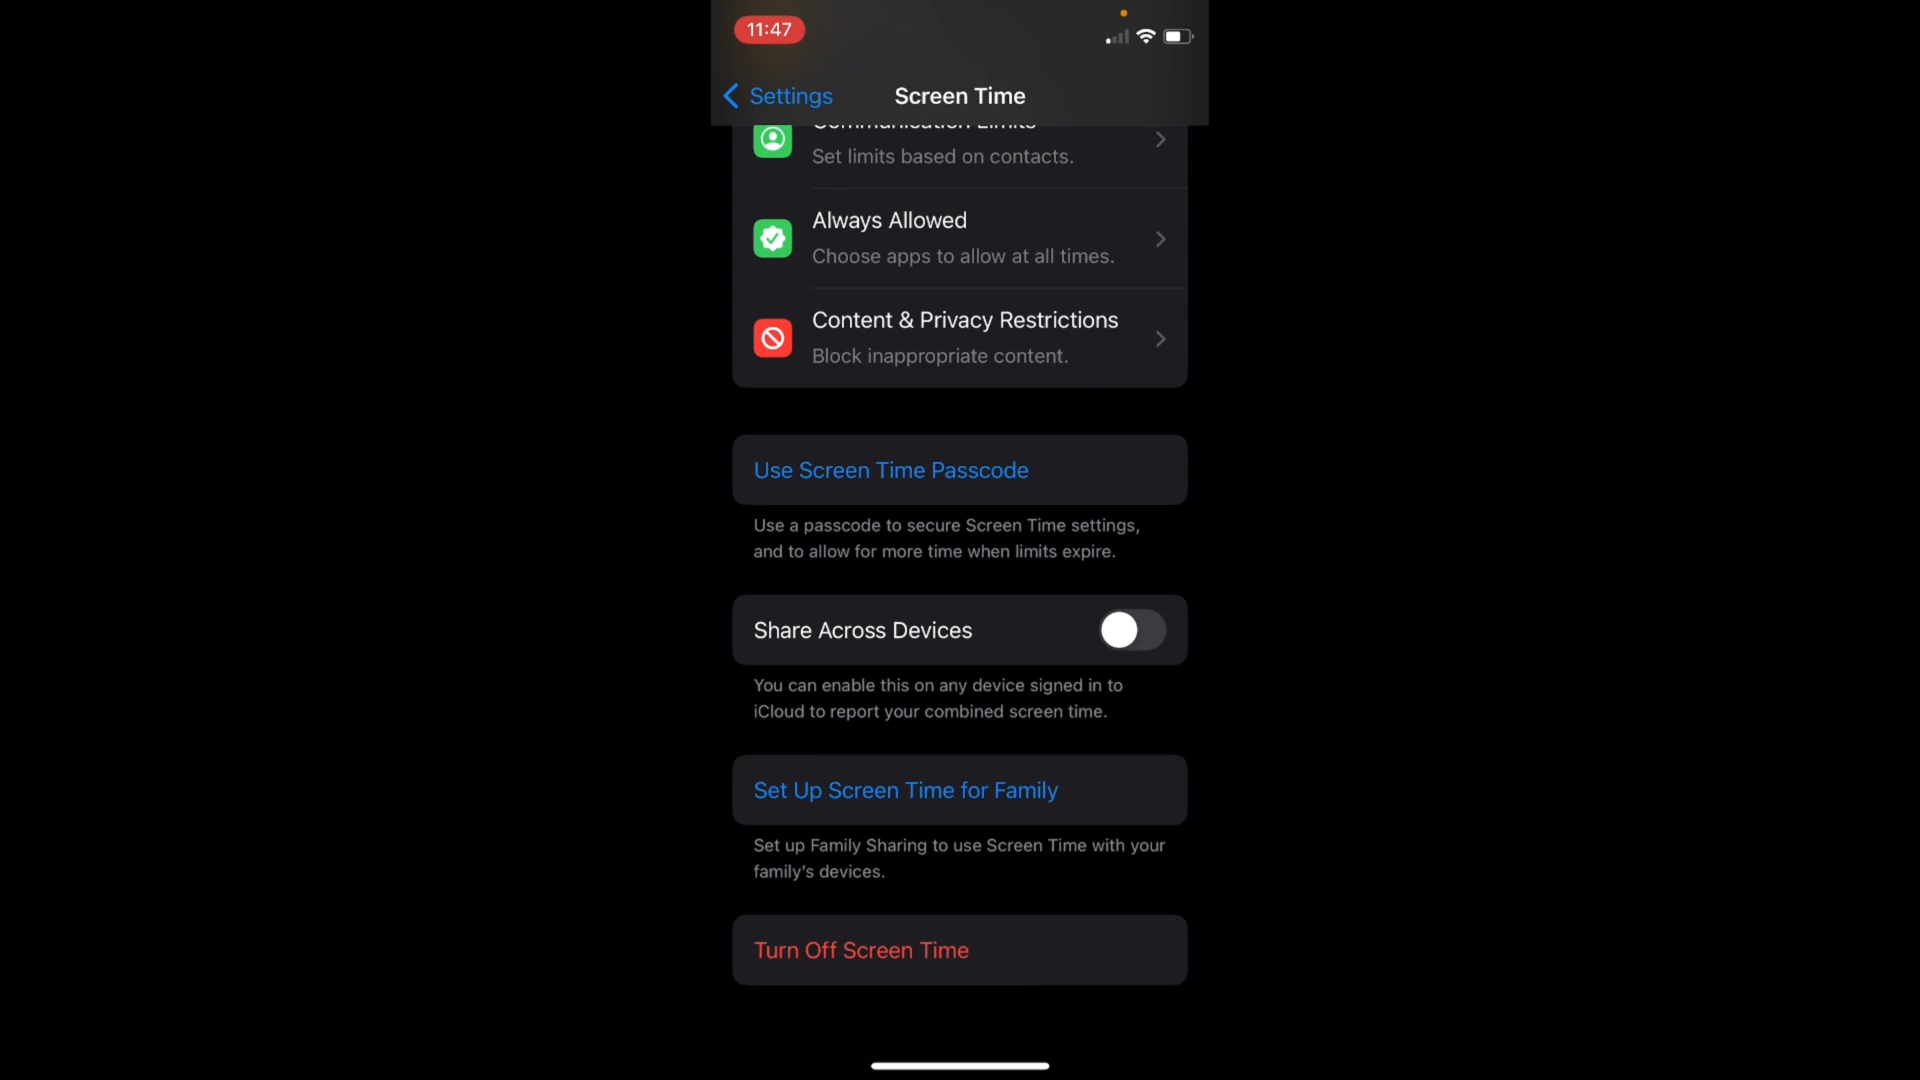 11:47
Settings
Screen Time
Communication Limits
Set limits based on contacts.
Always Allowed
Choose apps to allow at all times.
Content & Privacy Restrictions
Block inappropriate content.
Use Screen Time Passcode
Use a passcode to secure Screen Time settings,
and to allow for more time when limits expire.
Share Across Devices
You can enable this on any device signed in to
iCloud to report your combined screen time.
Set Up Screen Time for Family
Set up Family Sharing to use Screen Time with your
family’s devices.
Turn Off Screen Time